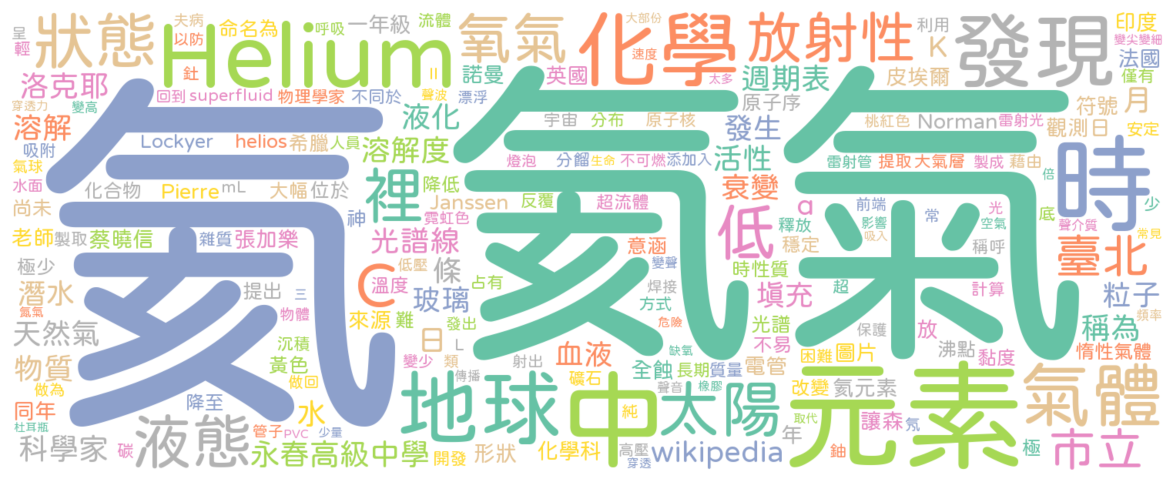 狀態
Helium
氧氣
化學
放射性
發現
氦
氦氣
夫病
以防
呈
輕
釷
命名為
呼吸
流體
一年級
II
聲波
漂浮
諾曼
英國
大部份
速度
太多
週期表
皮埃爾
利用
K
印度
變尖變細
法國
僅有
月
洛克耶
穿透力
變高
回到
superfluid
物理學家
不同於
液化
原子序
符號
溶解
吸附
氣球
水面
Lockyer
helios
希臘
人員
溶解度
宇宙
分布
原子核
發生
桃紅色
Norman
雷射光
觀測日
安定
化合物
Pierre
mL
大幅
位於
裡
降低
燈泡
分餾
生命
不可燃
添加入
活性
雷射管
提取
大氣層
製成
藉由
倍
時
少
尚未
神
Janssen
反覆
超流體
衰變
前端
常
光
空氣
底
聲介質
常見
老師
製取
蔡曉信
雜質
張加樂
光譜線
霓虹色
意涵
低
a
釋放
影響
吸入
穩定
稱呼
臺北
極少
條
低壓
變聲
時性質
潛水
提出
三
C
溫度
玻璃
占有
焊接
方式
填充
超
計算
粒子
頻率
氮氣
天然氣
物體
來源
難
日
發出
L
危險
光譜
放
保護
稱為
沉積
黃色
變少
類
射出
血液
缺氧
不易
困難
圖片
沸點
黏度
惰性氣體
物質
做為
做回
傳播
礦石
全蝕
長期
質量
電管
同年
杜耳瓶
降至
水
地球
中
聲音
橡膠
純
太陽
改變
氦元素
元素
氣體
科學家
碳
液態
管子
PVC
少量
永春高級中學
開發
形狀
化學科
高壓
穿透
wikipedia
年
取代
讓森
氖
鈾
極
市立